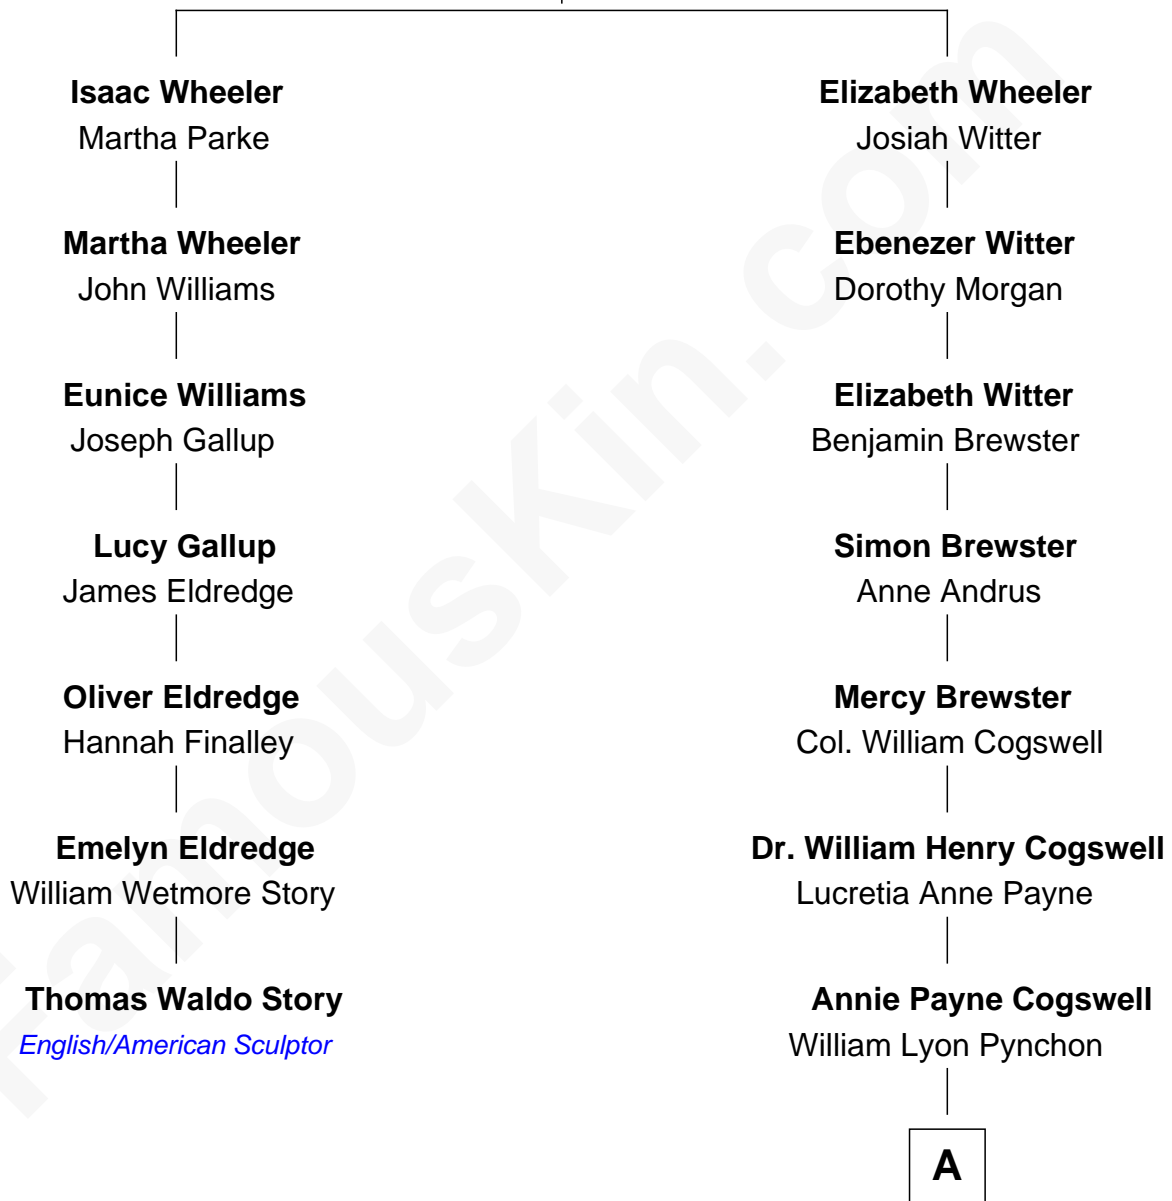 Isaac Wheeler
Martha Parke
Martha Wheeler
John Williams
Eunice Williams
Joseph Gallup
Lucy Gallup
James Eldredge
Oliver Eldredge
Hannah Finalley
Emelyn Eldredge
William Wetmore Story
Thomas Waldo Story
English/American Sculptor
Elizabeth Wheeler
Josiah Witter
Ebenezer Witter
Dorothy Morgan
Elizabeth Witter
Benjamin Brewster
Simon Brewster
Anne Andrus
Mercy Brewster
Col. William Cogswell
Dr. William Henry Cogswell
Lucretia Anne Payne
Annie Payne Cogswell
William Lyon Pynchon
A
FamousKin.com